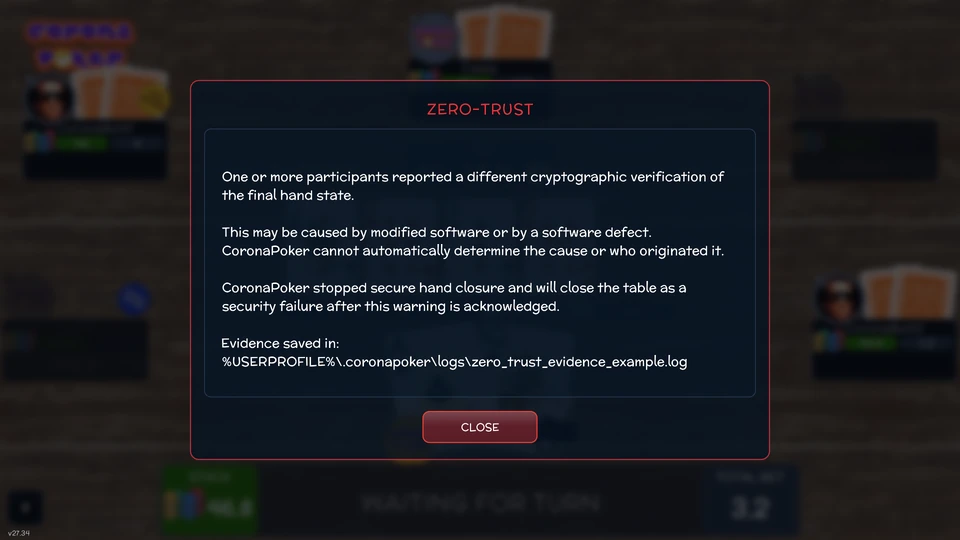 corona
poker
ZERO-TRUST
One or more participants reported a different cryptographic verification of
the final hand state.
This may be caused by modified software or by a software defect.
CoronaPoker cannot automatically determine the cause or who originated it.
CoronaPoker stopped secure hand closure and will close the table as a
security failure after this warning is acknowledged.
Evidence saved in:
%USERPROFILE%\.coronapoker\logs\zero_trust_evidence_example.log
CLOSE
WAITING FOR TURN
TOTAL BET
3.2
v27.34